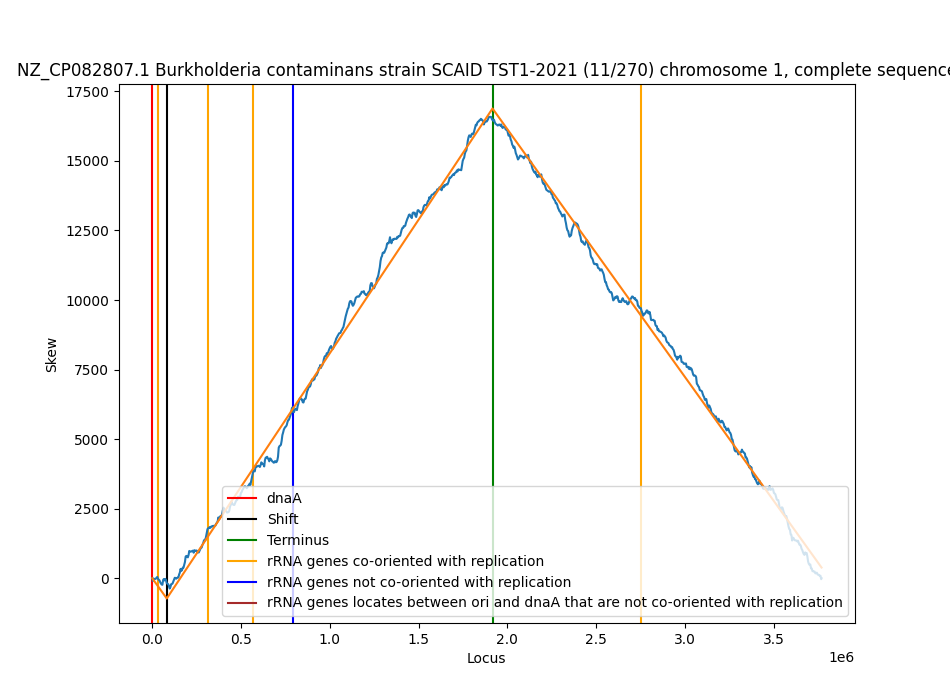 NZ_CP082807.1 Burkholderia contaminans strain SCAID TST1-2021 (11/270) chromosome 1, complete sequence
17500
15000
12500
10000
7500
5000
2500
0
Skew
dnaA
Shift
Terminus
rRNA genes co-oriented with replication
rRNA genes not co-oriented with replication
rRNA genes locates between ori and dnaA that are not co-oriented with replication
0.0 0.5 1.0 1.5 2.0 2.5 3.0 3.5
1e6
Locus